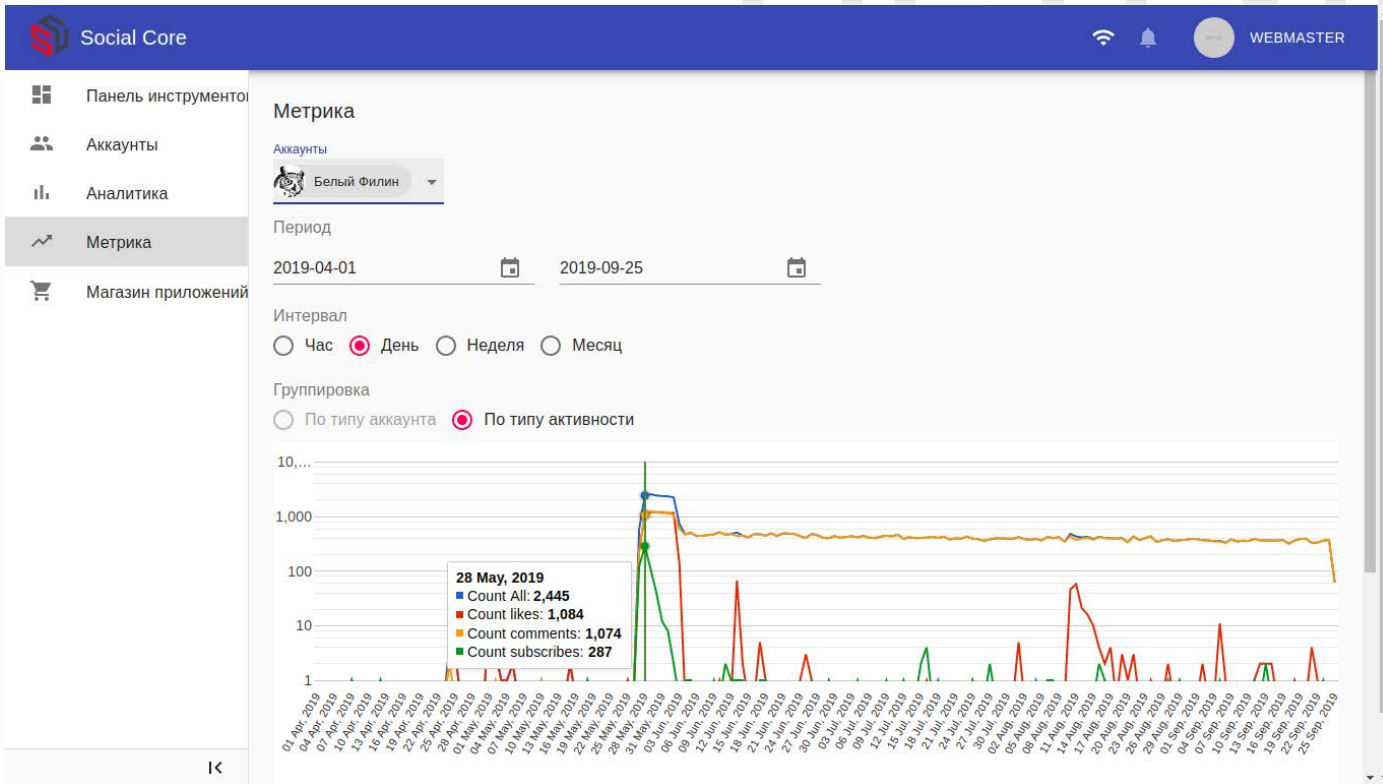 Social Core
WEBMASTER
Панель инструменто
Аккаунты
Аналитика
Метрика
Магазин приложений
Метрика
Аккаунты
Белый Филин
Период
2019-04-01
2019-09-25
Интервал
Час
День
Неделя
Месяц
Группировка
По типу аккаунта
По типу активности
10,...
1,000
100
10
1
28 May, 2019
Count All: 2,445
Count likes: 1,084
Count comments: 1,074
Count subscribes: 287
01 Apr, 2019
04 Apr, 2019
07 Apr, 2019
10 Apr, 2019
13 Apr, 2019
16 Apr, 2019
19 Apr, 2019
22 Apr, 2019
25 Apr, 2019
28 Apr, 2019
01 May, 2019
04 May, 2019
07 May, 2019
10 May, 2019
13 May, 2019
16 May, 2019
19 May, 2019
22 May, 2019
25 May, 2019
28 May, 2019
31 May, 2019
03 Jun, 2019
06 Jun, 2019
09 Jun, 2019
12 Jun, 2019
15 Jun, 2019
18 Jun, 2019
21 Jun, 2019
24 Jun, 2019
27 Jun, 2019
30 Jun, 2019
03 Jul, 2019
06 Jul, 2019
09 Jul, 2019
12 Jul, 2019
15 Jul, 2019
18 Jul, 2019
21 Jul, 2019
24 Jul, 2019
27 Jul, 2019
30 Jul, 2019
02 Aug, 2019
05 Aug, 2019
08 Aug, 2019
11 Aug, 2019
14 Aug, 2019
17 Aug, 2019
20 Aug, 2019
23 Aug, 2019
26 Aug, 2019
29 Aug, 2019
01 Sep, 2019
04 Sep, 2019
07 Sep, 2019
10 Sep, 2019
13 Sep, 2019
16 Sep, 2019
19 Sep, 2019
22 Sep, 2019
25 Sep, 2019